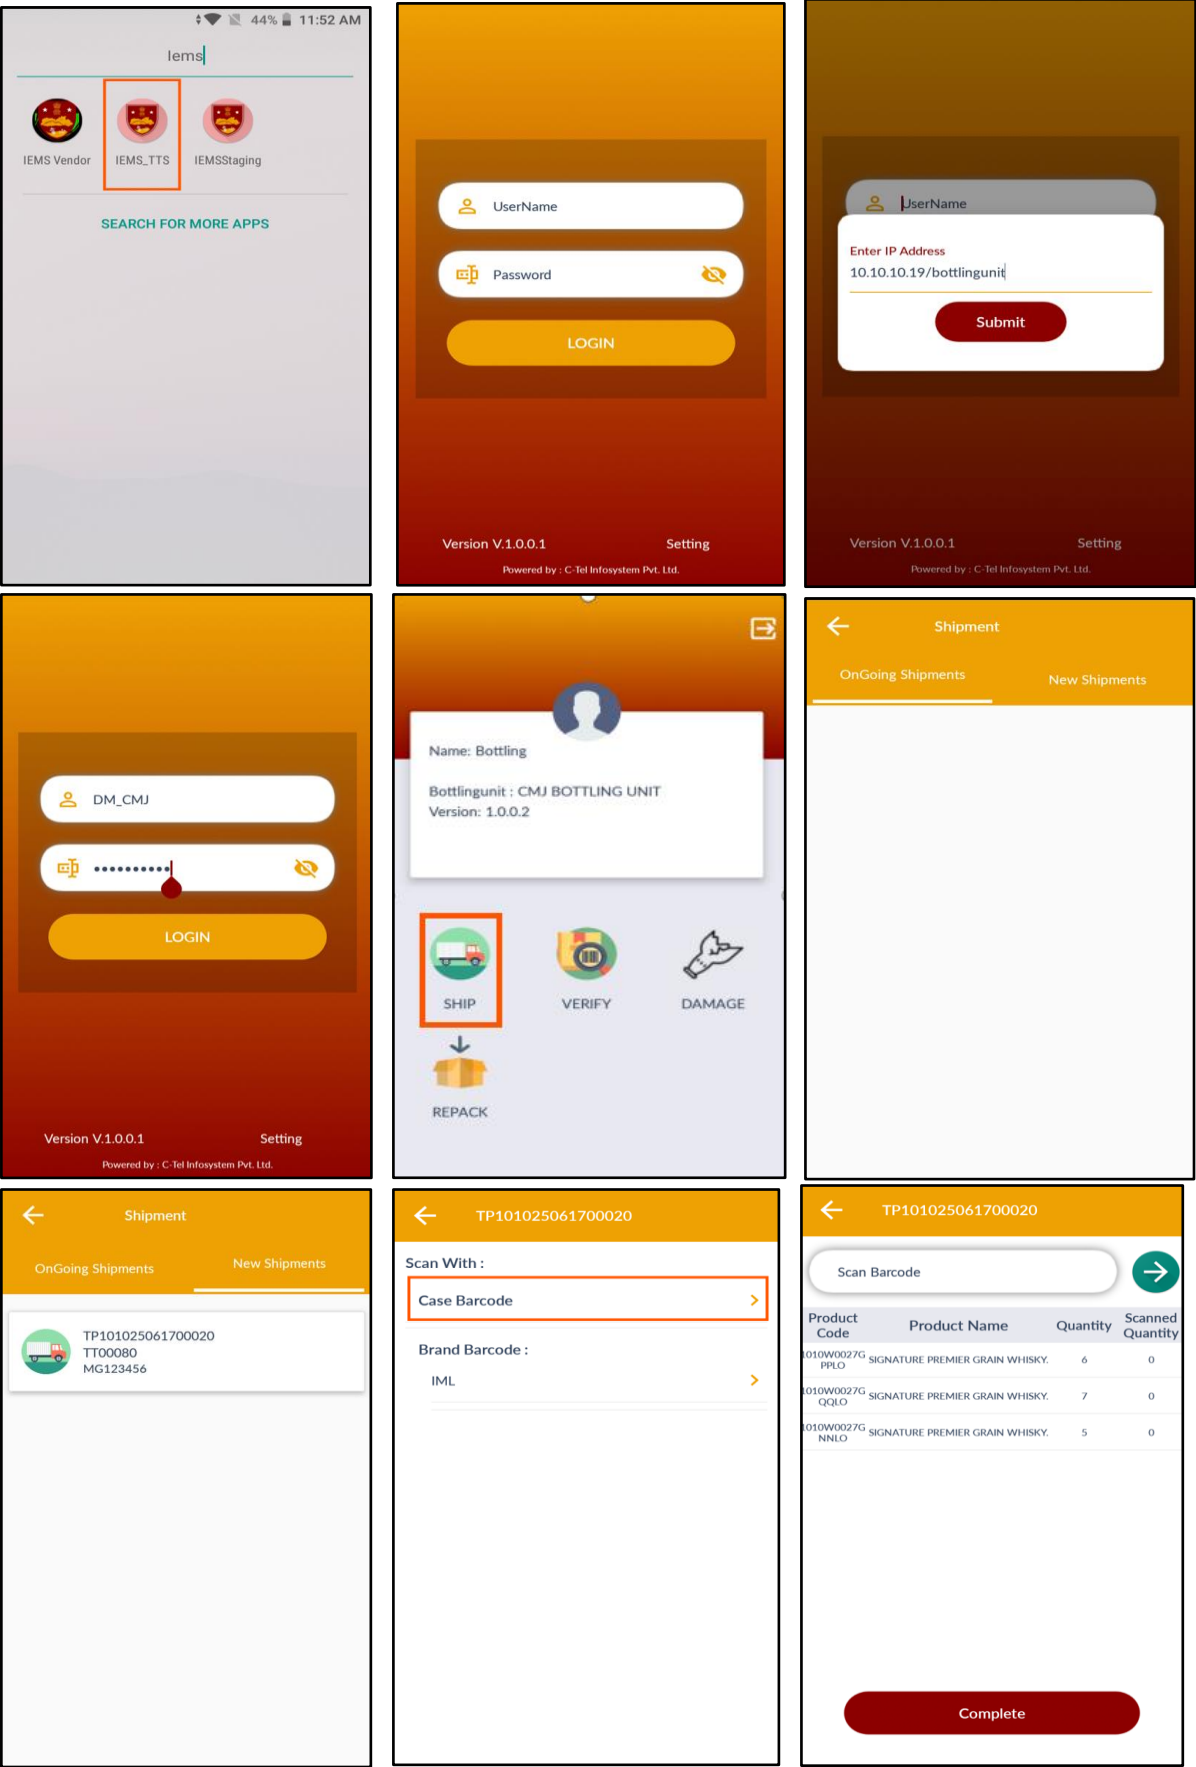 44% 11:52 AM
Iems
IEMS Vendor
IEMS_TTS
IEMSStaging
SEARCH FOR MORE APPS
UserName
Password
LOGIN
Version V.1.0.0.1
Setting
Powered by : C-Tel Infosystem Pvt. Ltd.
UserName
Enter IP Address
10.10.10.19/bottlingunit
Submit
Version V.1.0.0.1
Setting
Powered by : C-Tel Infosystem Pvt. Ltd.
DM_CMJ
••••••••••
LOGIN
Version V.1.0.0.1
Setting
Powered by : C-Tel Infosystem Pvt. Ltd.
Name: Bottling
Bottlingunit : CMJ BOTTLING UNIT
Version: 1.0.0.2
SHIP
VERIFY
DAMAGE
REPACK
Shipment
OnGoing Shipments
New Shipments
Shipment
OnGoing Shipments
New Shipments
TP101025061700020
TT00080
MG123456
TP101025061700020
Scan With :
Case Barcode
Brand Barcode :
IML
TP101025061700020
Scan Barcode
Product Code Product Name Quantity Scanned Quantity
1010W0027G PPLO SIGNATURE PREMIER GRAIN WHISKY. 6 0
1010W0027G QQLO SIGNATURE PREMIER GRAIN WHISKY. 7 0
1010W0027G NNLO SIGNATURE PREMIER GRAIN WHISKY. 5 0
Complete